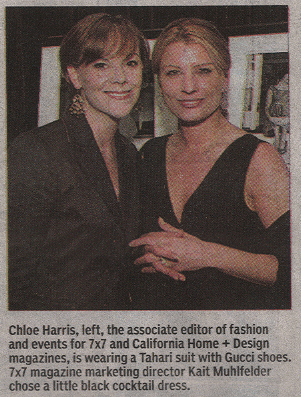 Chloe Harris, left, the associate editor of fashion
and events for 7x7 and California Home + Design
magazines, is wearing a Tahari suit with Gucci shoes.
7x7 magazine marketing director Kait Muhlfelder
chose a little black cocktail dress.